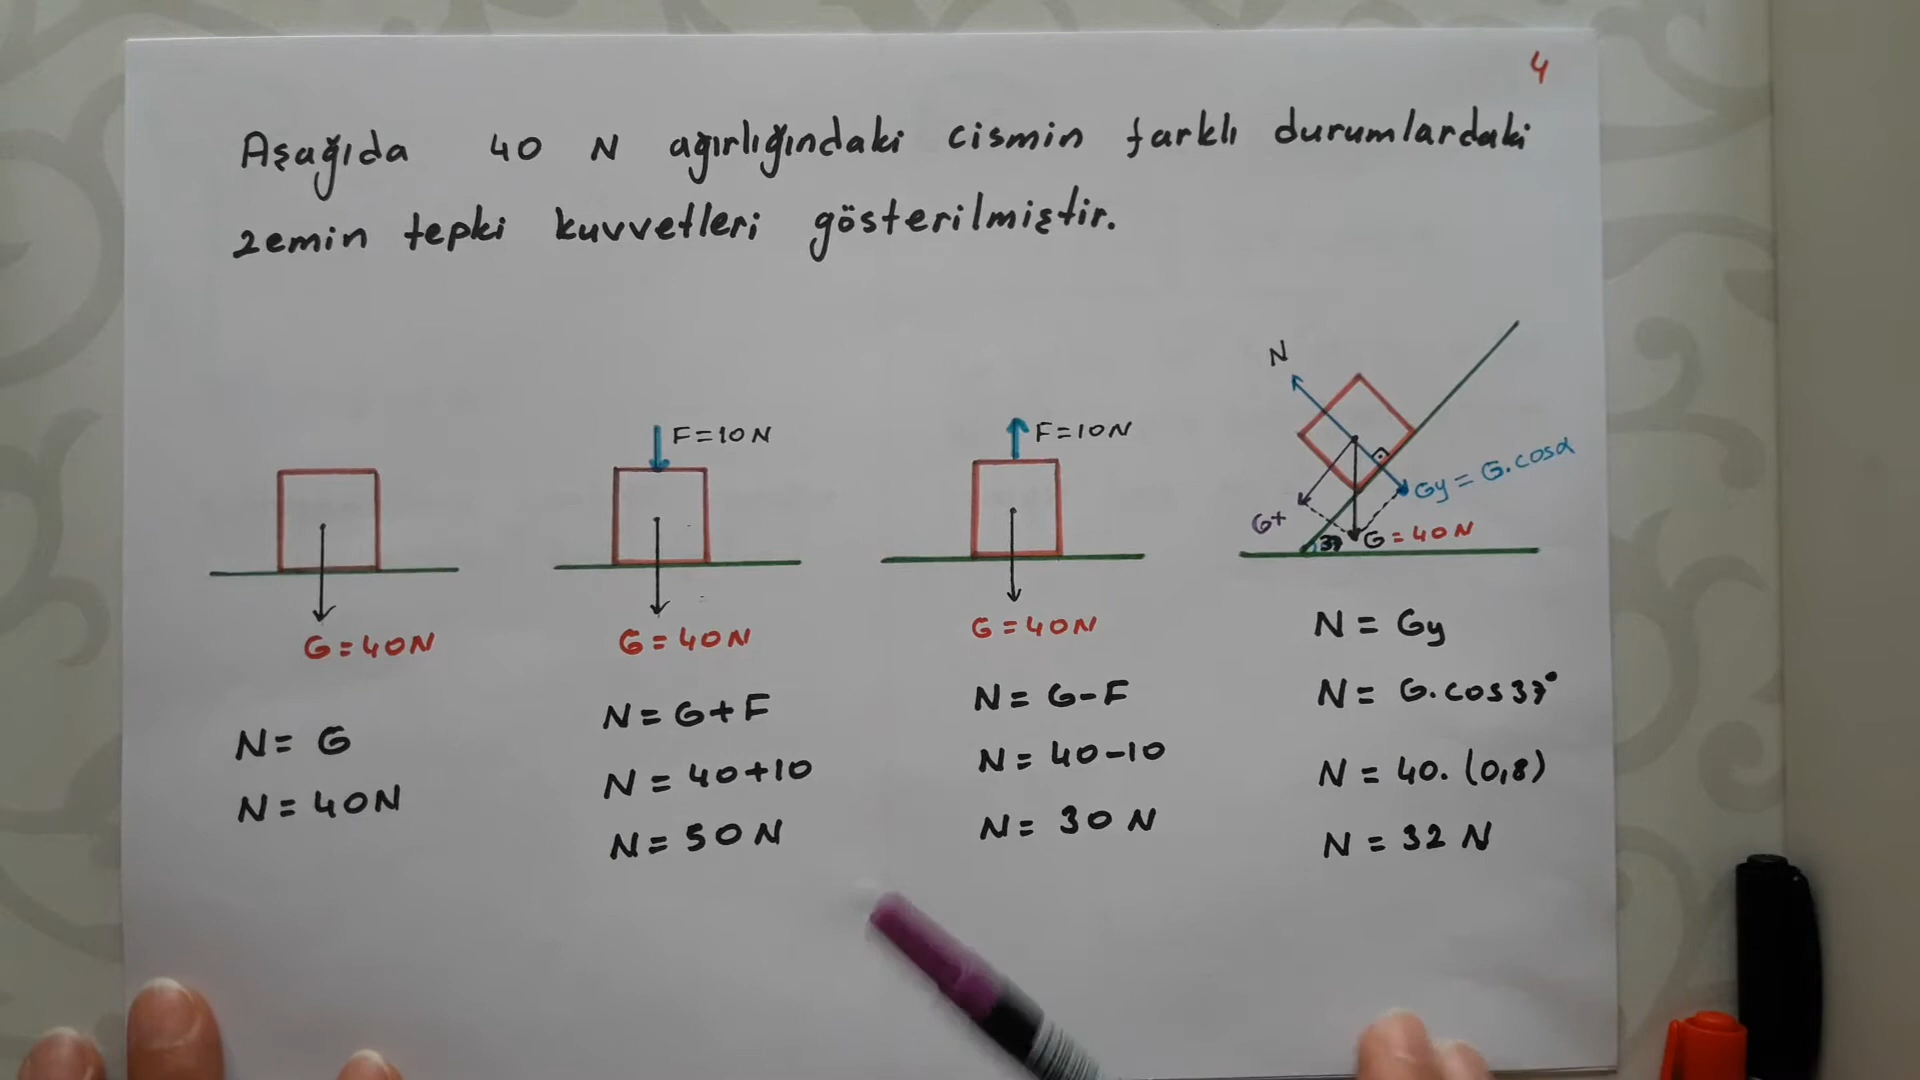 4
Aşağıda 40 N ağırlığındaki cismin farklı durumlardaki
zemin tepki kuvvetleri gösterilmiştir.
G = 40N
N = G
N = 40N
F = 10N
G = 40N
N = G + F
N = 40+10
N = 50 N
F = 10N
G = 40N
N = G - F
N = 40-10
N = 30 N
N
Gy = G.cosα
G+
37
G = 40N
N = Gy
N = G.cos37°
N = 40.(0,8)
N = 32 N